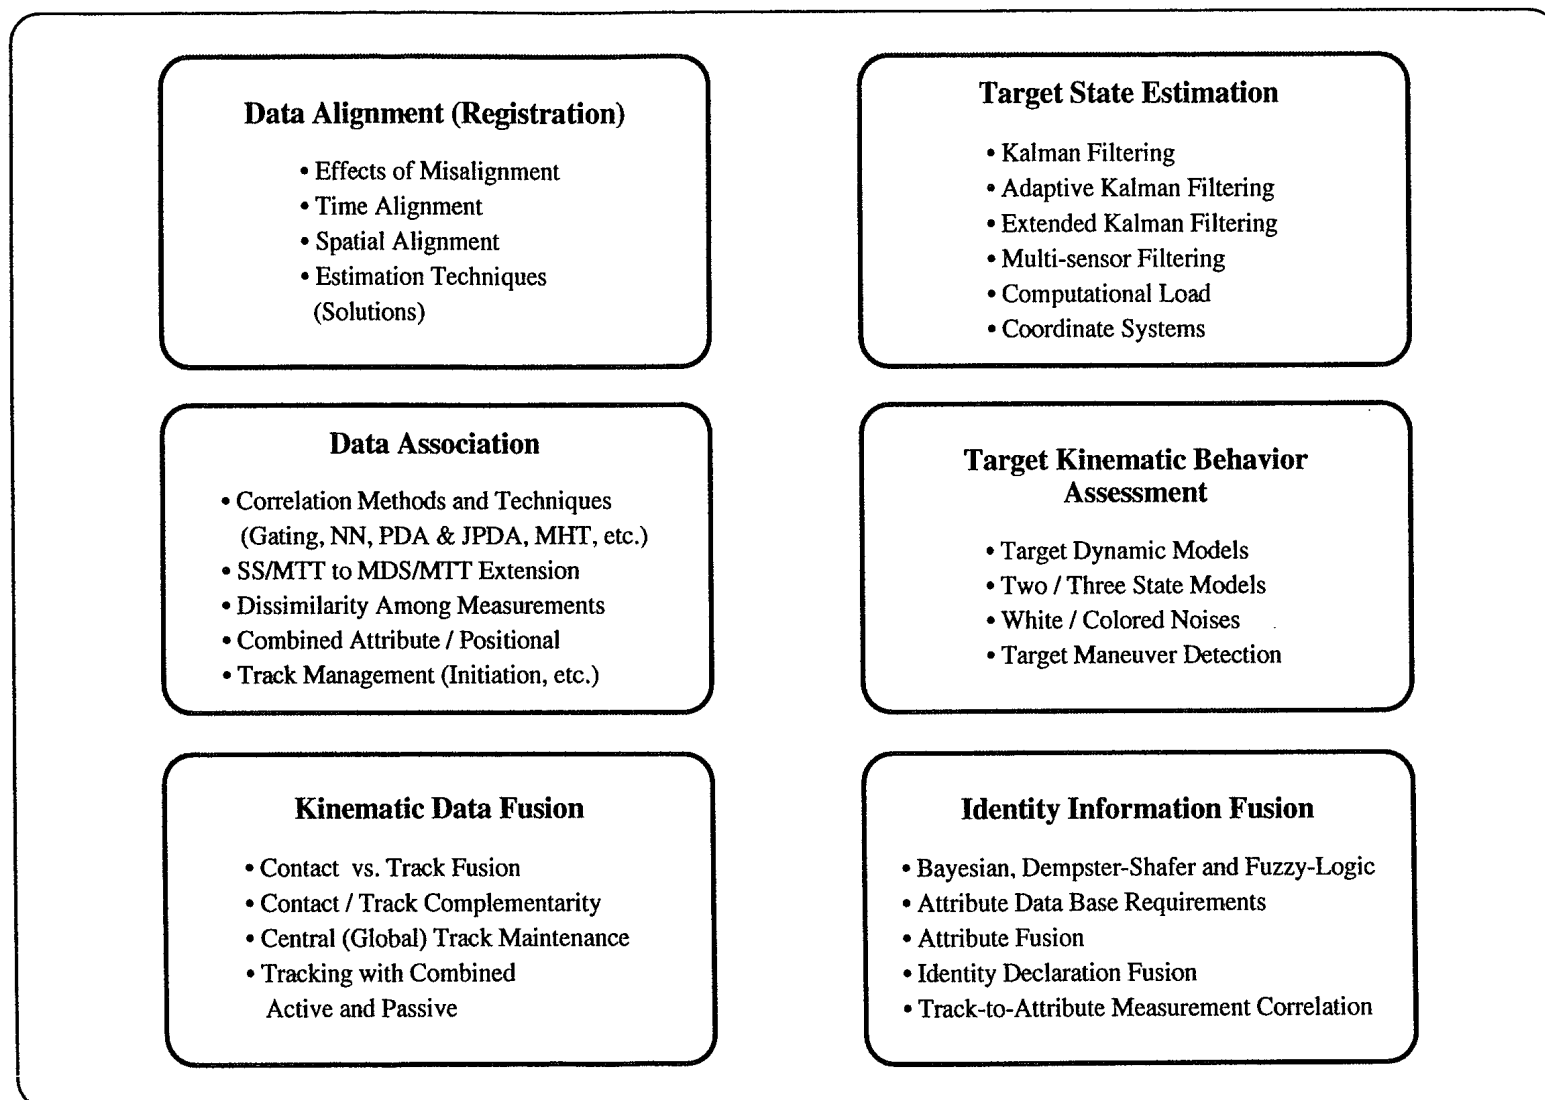 Data Alignment (Registration)
• Effects of Misalignment
• Time Alignment
• Spatial Alignment
• Estimation Techniques
(Solutions)
Target State Estimation
• Kalman Filtering
• Adaptive Kalman Filtering
• Extended Kalman Filtering
• Multi-sensor Filtering
• Computational Load
• Coordinate Systems
Data Association
• Correlation Methods and Techniques
(Gating, NN, PDA & JPDA, MHT, etc.)
• SS/MTT to MDS/MTT Extension
• Dissimilarity Among Measurements
• Combined Attribute / Positional
• Track Management (Initiation, etc.)
Target Kinematic Behavior
Assessment
• Target Dynamic Models
• Two / Three State Models
• White / Colored Noises
• Target Maneuver Detection
Kinematic Data Fusion
• Contact vs. Track Fusion
• Contact / Track Complementarity
• Central (Global) Track Maintenance
• Tracking with Combined
Active and Passive
Identity Information Fusion
• Bayesian, Dempster-Shafer and Fuzzy-Logic
• Attribute Data Base Requirements
• Attribute Fusion
• Identity Declaration Fusion
• Track-to-Attribute Measurement Correlation